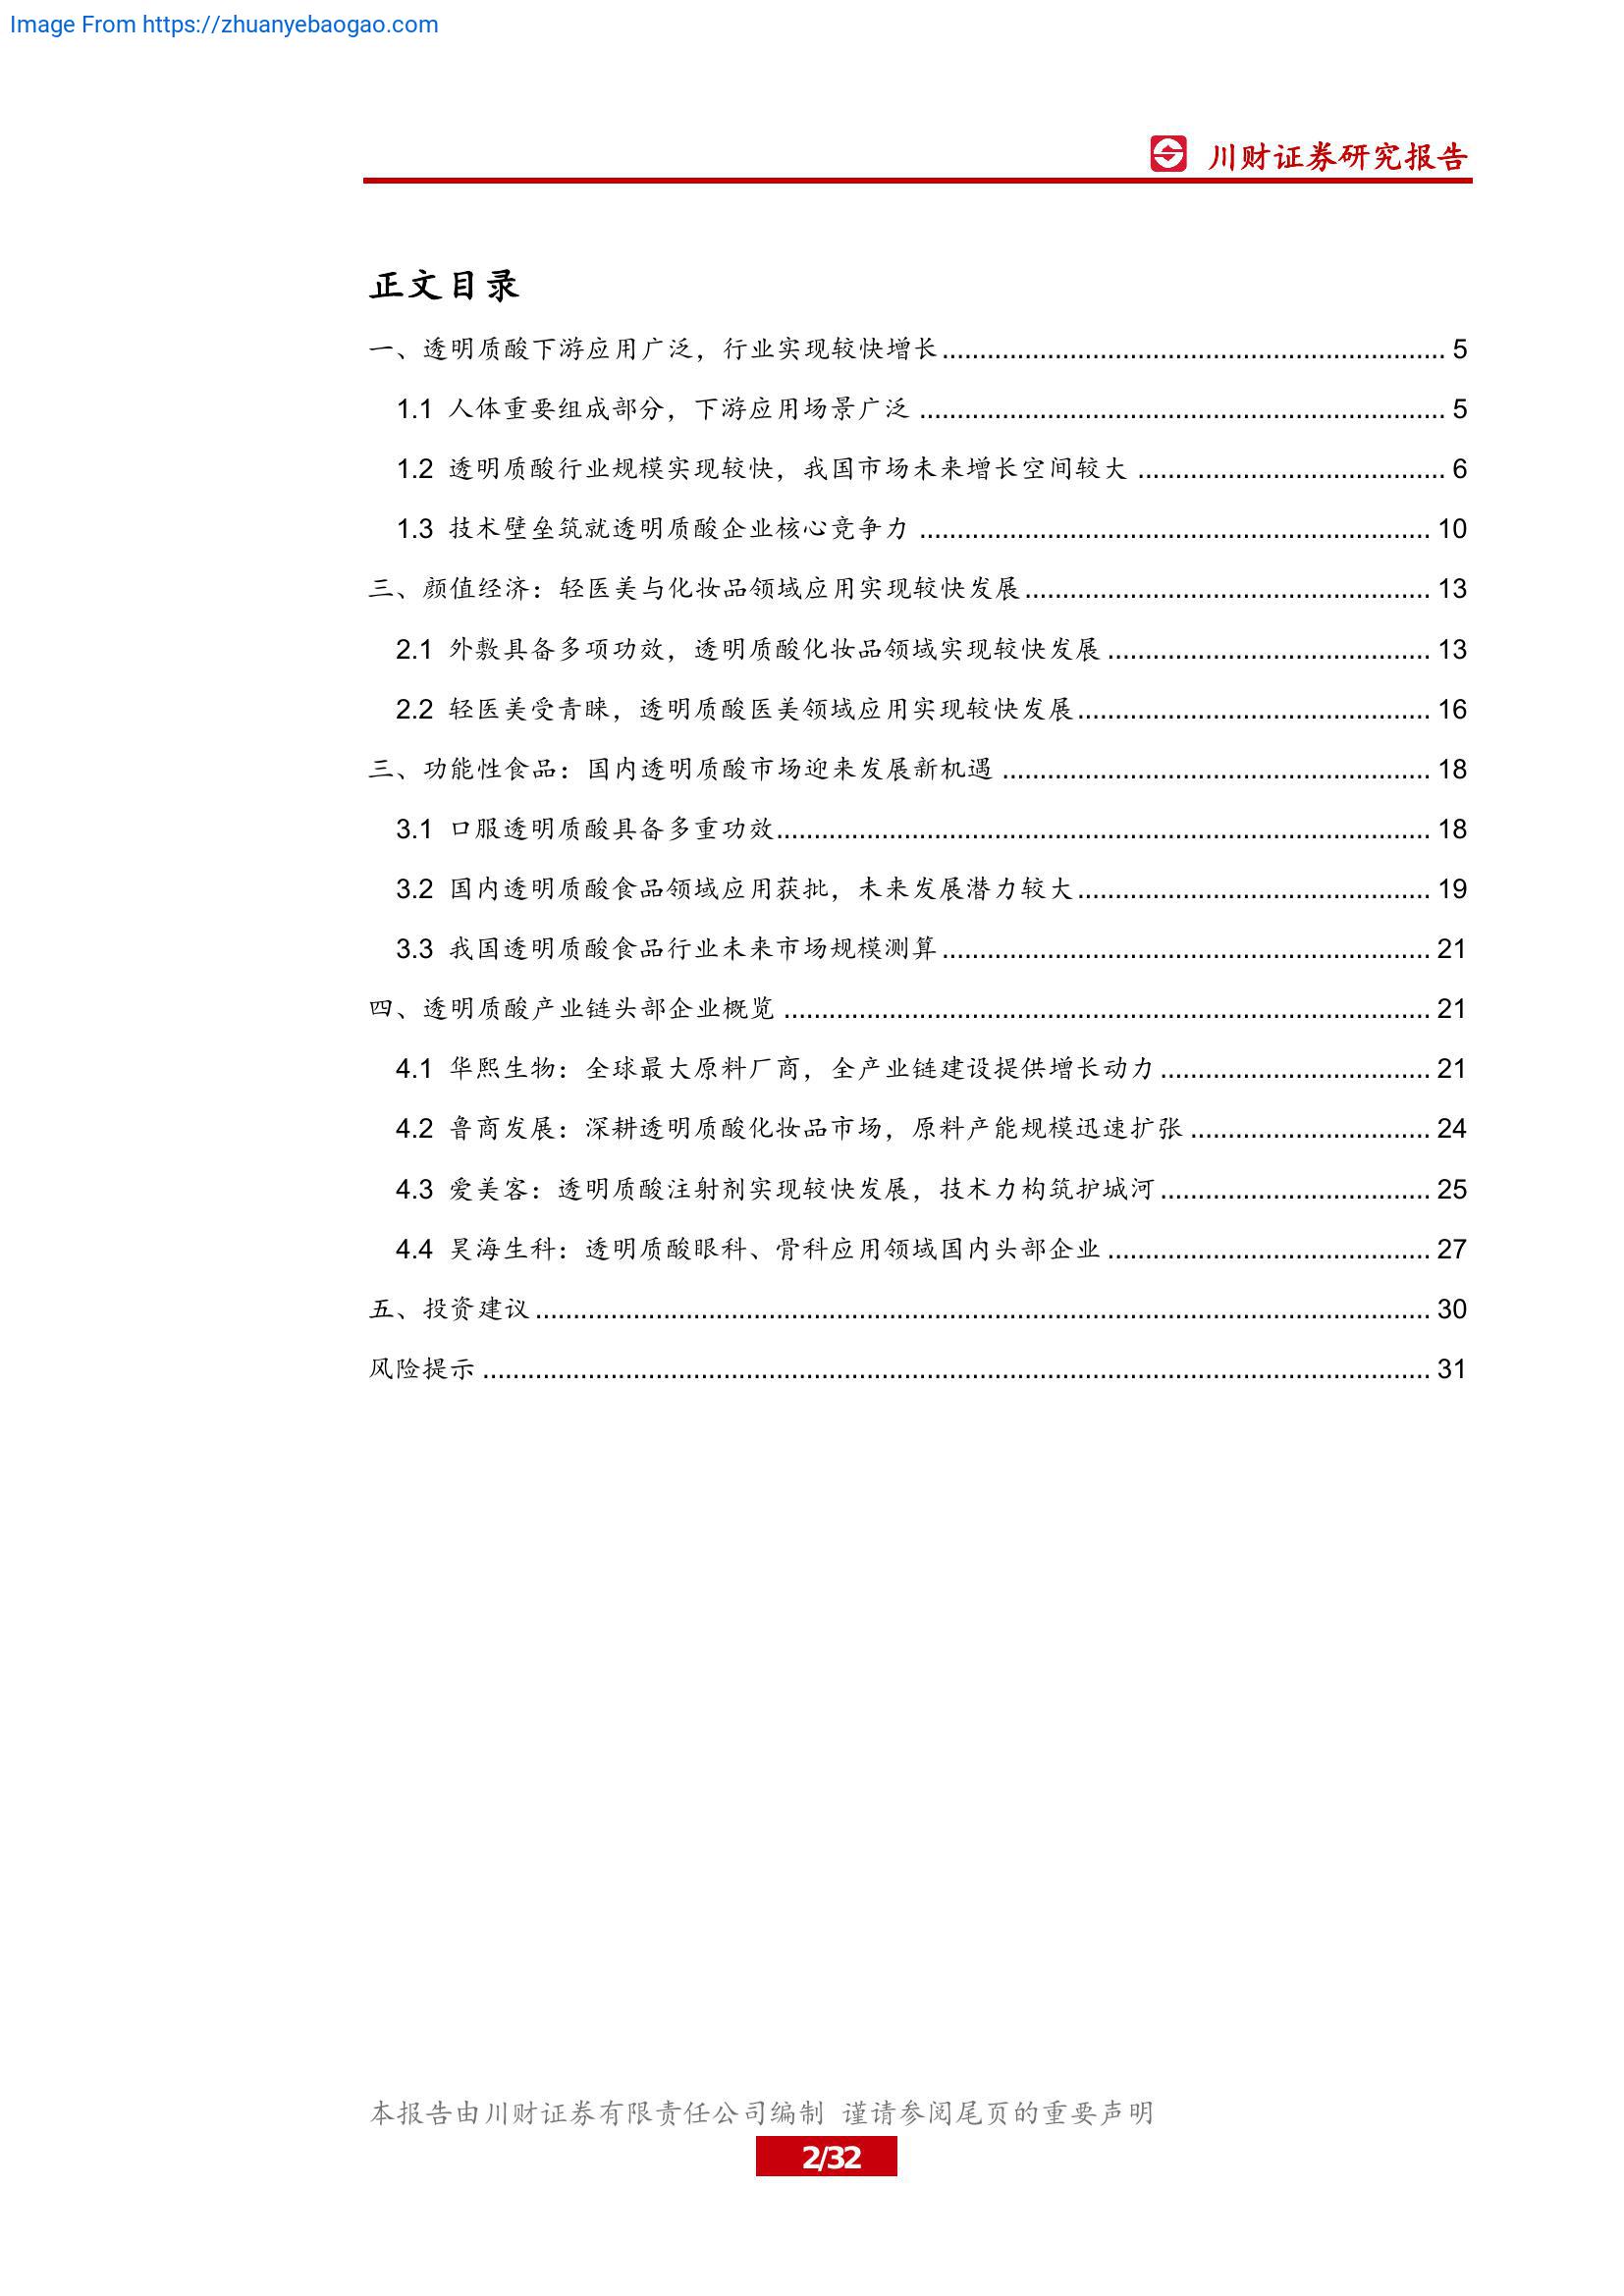 Image From https://zhuanyebaogao.com
川财证券研究报告
正文目录
一、透明质酸下游应用广泛，行业实现较快增长 5
1.1 人体重要组成部分，下游应用场景广泛 5
1.2 透明质酸行业规模实现较快，我国市场未来增长空间较大 6
1.3 技术壁垒筑就透明质酸企业核心竞争力 10
三、颜值经济：轻医美与化妆品领域应用实现较快发展 13
2.1 外敷具备多项功效，透明质酸化妆品领域实现较快发展 13
2.2 轻医美受青睐，透明质酸医美领域应用实现较快发展 16
三、功能性食品：国内透明质酸市场迎来发展新机遇 18
3.1 口服透明质酸具备多重功效 18
3.2 国内透明质酸食品领域应用获批，未来发展潜力较大 19
3.3 我国透明质酸食品行业未来市场规模测算 21
四、透明质酸产业链头部企业概览 21
4.1 华熙生物：全球最大原料厂商，全产业链建设提供增长动力 21
4.2 鲁商发展：深耕透明质酸化妆品市场，原料产能规模迅速扩张 24
4.3 爱美客：透明质酸注射剂实现较快发展，技术力构筑护城河 25
4.4 昊海生科：透明质酸眼科、骨科应用领域国内头部企业 27
五、投资建议 30
风险提示 31
本报告由川财证券有限责任公司编制 谨请参阅尾页的重要声明
2/32